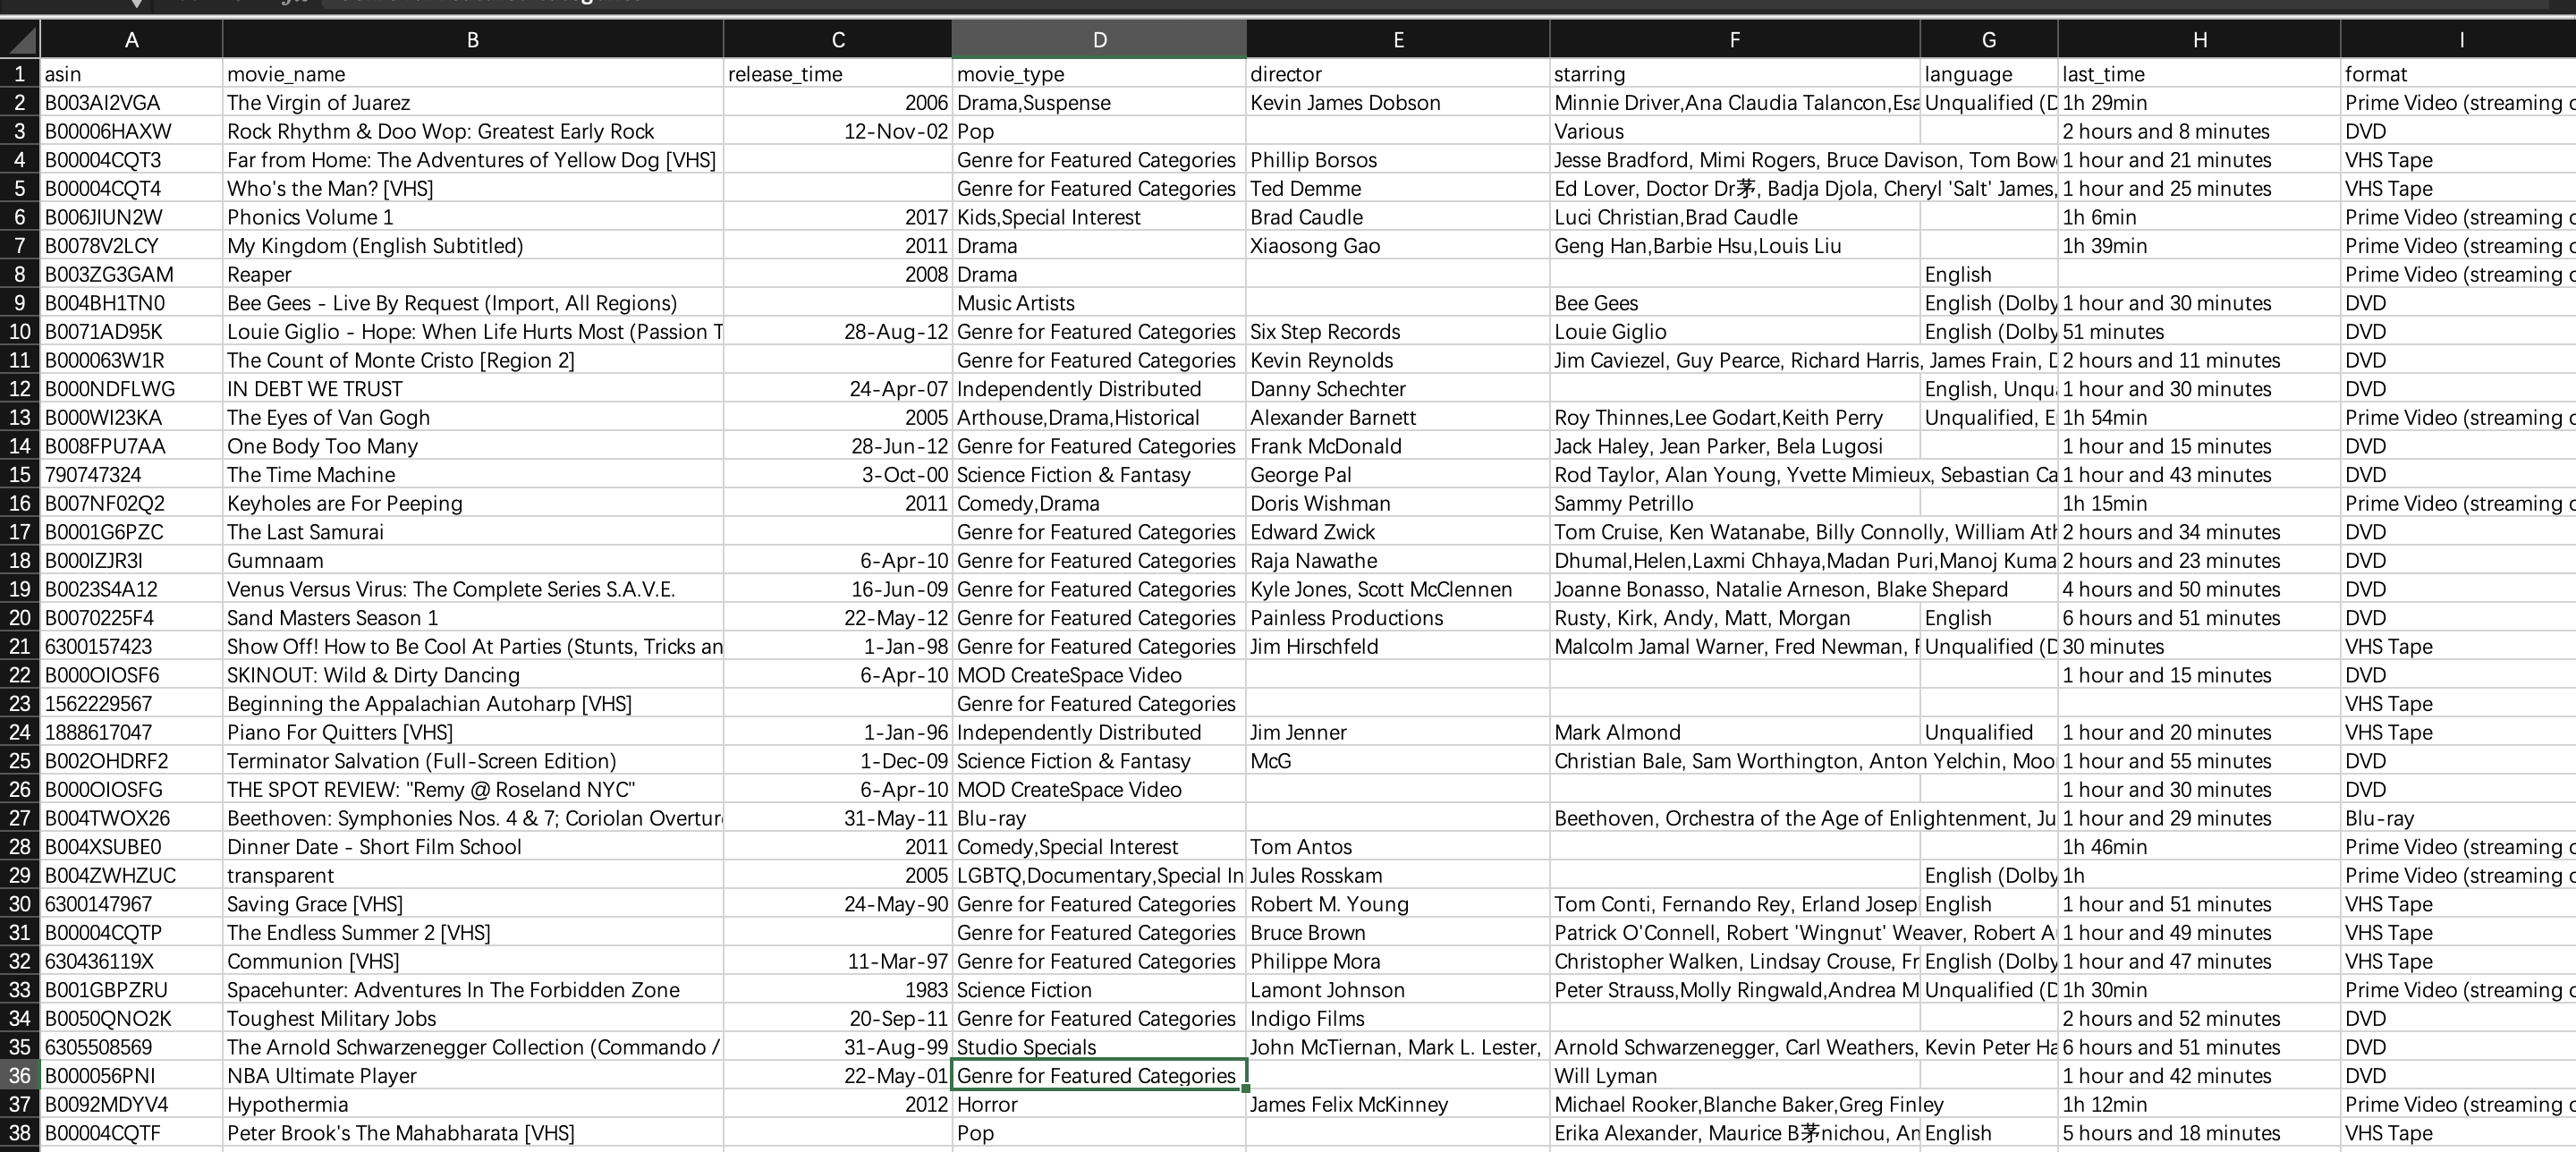 A B C D E F G H I
1 asin movie_name release_time movie_type director starring language last_time format
2 B003AI2VGA The Virgin of Juarez 2006 Drama,Suspense Kevin James Dobson Minnie Driver,Ana Claudia Talancon,Esa Unqualified (D 1h 29min Prime Video (streaming
3 B00006HAXW Rock Rhythm & Doo Wop: Greatest Early Rock 12-Nov-02 Pop Various 2 hours and 8 minutes DVD
4 B00004CQT3 Far from Home: The Adventures of Yellow Dog [VHS] Genre for Featured Categories Phillip Borsos Jesse Bradford, Mimi Rogers, Bruce Davison, Tom Bow 1 hour and 21 minutes VHS Tape
5 B00004CQT4 Who's the Man? [VHS] Genre for Featured Categories Ted Demme Ed Lover, Doctor Dr茅, Badja Djola, Cheryl 'Salt' James, 1 hour and 25 minutes VHS Tape
6 B006JIUN2W Phonics Volume 1 2017 Kids,Special Interest Brad Caudle Luci Christian,Brad Caudle 1h 6min Prime Video (streaming
7 B0078V2LCY My Kingdom (English Subtitled) 2011 Drama Xiaosong Gao Geng Han,Barbie Hsu,Louis Liu 1h 39min Prime Video (streaming
8 B003ZG3GAM Reaper 2008 Drama English Prime Video (streaming
9 B004BH1TN0 Bee Gees - Live By Request (Import, All Regions) Music Artists Bee Gees English (Dolby 1 hour and 30 minutes DVD
10 B0071AD95K Louie Giglio - Hope: When Life Hurts Most (Passion T 28-Aug-12 Genre for Featured Categories Six Step Records Louie Giglio English (Dolby 51 minutes DVD
11 B000063W1R The Count of Monte Cristo [Region 2] Genre for Featured Categories Kevin Reynolds Jim Caviezel, Guy Pearce, Richard Harris, James Frain, D 2 hours and 11 minutes DVD
12 B000NDFLWG IN DEBT WE TRUST 24-Apr-07 Independently Distributed Danny Schechter English, Unqu 1 hour and 30 minutes DVD
13 B000WI23KA The Eyes of Van Gogh 2005 Arthouse,Drama,Historical Alexander Barnett Roy Thinnes,Lee Godart,Keith Perry Unqualified, E 1h 54min Prime Video (streaming
14 B008FPU7AA One Body Too Many 28-Jun-12 Genre for Featured Categories Frank McDonald Jack Haley, Jean Parker, Bela Lugosi 1 hour and 15 minutes DVD
15 790747324 The Time Machine 3-Oct-00 Science Fiction & Fantasy George Pal Rod Taylor, Alan Young, Yvette Mimieux, Sebastian Ca 1 hour and 43 minutes DVD
16 B007NF02Q2 Keyholes are For Peeping 2011 Comedy,Drama Doris Wishman Sammy Petrillo 1h 15min Prime Video (streaming
17 B0001G6PZC The Last Samurai Genre for Featured Categories Edward Zwick Tom Cruise, Ken Watanabe, Billy Connolly, William Ath 2 hours and 34 minutes DVD
18 B000IZJR3I Gumnaam 6-Apr-10 Genre for Featured Categories Raja Nawathe Dhumal,Helen,Laxmi Chhaya,Madan Puri,Manoj Kuma 2 hours and 23 minutes DVD
19 B0023S4A12 Venus Versus Virus: The Complete Series S.A.V.E. 16-Jun-09 Genre for Featured Categories Kyle Jones, Scott McClennen Joanne Bonasso, Natalie Arneson, Blake Shepard 4 hours and 50 minutes DVD
20 B0070225F4 Sand Masters Season 1 22-May-12 Genre for Featured Categories Painless Productions Rusty, Kirk, Andy, Matt, Morgan English 6 hours and 51 minutes DVD
21 6300157423 Show Off! How to Be Cool At Parties (Stunts, Tricks an 1-Jan-98 Genre for Featured Categories Jim Hirschfeld Malcolm Jamal Warner, Fred Newman, Unqualified (D 30 minutes VHS Tape
22 B000OIOSF6 SKINOUT: Wild & Dirty Dancing 6-Apr-10 MOD CreateSpace Video 1 hour and 15 minutes DVD
23 1562229567 Beginning the Appalachian Autoharp [VHS] Genre for Featured Categories VHS Tape
24 1888617047 Piano For Quitters [VHS] 1-Jan-96 Independently Distributed Jim Jenner Mark Almond Unqualified 1 hour and 20 minutes VHS Tape
25 B002OHDRF2 Terminator Salvation (Full-Screen Edition) 1-Dec-09 Science Fiction & Fantasy McG Christian Bale, Sam Worthington, Anton Yelchin, Moo 1 hour and 55 minutes DVD
26 B000OIOSFG THE SPOT REVIEW: "Remy @ Roseland NYC" 6-Apr-10 MOD CreateSpace Video 1 hour and 30 minutes DVD
27 B004TWOX26 Beethoven: Symphonies Nos. 4 & 7; Coriolan Overtur 31-May-11 Blu-ray Beethoven, Orchestra of the Age of Enlightenment, Ju 1 hour and 29 minutes Blu-ray
28 B004XSUBE0 Dinner Date - Short Film School 2011 Comedy,Special Interest Tom Antos 1h 46min Prime Video (streaming
29 B004ZWHZUC transparent 2005 LGBTQ,Documentary,Special In Jules Rosskam English (Dolby 1h Prime Video (streaming
30 6300147967 Saving Grace [VHS] 24-May-90 Genre for Featured Categories Robert M. Young Tom Conti, Fernando Rey, Erland Josep English 1 hour and 51 minutes VHS Tape
31 B00004CQTP The Endless Summer 2 [VHS] Genre for Featured Categories Bruce Brown Patrick O'Connell, Robert 'Wingnut' Weaver, Robert A 1 hour and 49 minutes VHS Tape
32 630436119X Communion [VHS] 11-Mar-97 Genre for Featured Categories Philippe Mora Christopher Walken, Lindsay Crouse, Fr English (Dolby 1 hour and 47 minutes VHS Tape
33 B001GBPZRU Spacehunter: Adventures In The Forbidden Zone 1983 Science Fiction Lamont Johnson Peter Strauss,Molly Ringwald,Andrea M Unqualified (D 1h 30min Prime Video (streaming
34 B0050QNO2K Toughest Military Jobs 20-Sep-11 Genre for Featured Categories Indigo Films 2 hours and 52 minutes DVD
35 6305508569 The Arnold Schwarzenegger Collection (Commando / 31-Aug-99 Studio Specials John McTiernan, Mark L. Lester, Arnold Schwarzenegger, Carl Weathers, Kevin Peter Ha 6 hours and 51 minutes DVD
36 B000056PNI NBA Ultimate Player 22-May-01 Genre for Featured Categories Will Lyman 1 hour and 42 minutes DVD
37 B0092MDYV4 Hypothermia 2012 Horror James Felix McKinney Michael Rooker,Blanche Baker,Greg Finley 1h 12min Prime Video (streaming
38 B00004CQTF Peter Brook's The Mahabharata [VHS] Pop Erika Alexander, Maurice B茅nichou, An English 5 hours and 18 minutes VHS Tape